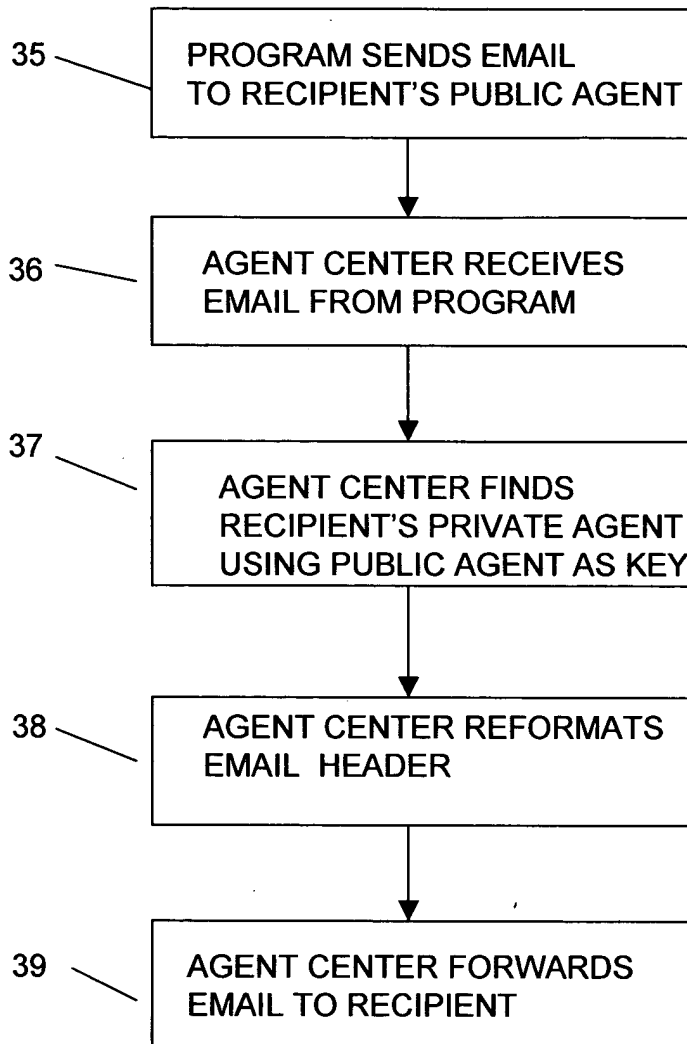 35
PROGRAM SENDS EMAIL
TO RECIPIENT'S PUBLIC AGENT
36
AGENT CENTER RECEIVES
EMAIL FROM PROGRAM
37
AGENT CENTER FINDS
RECIPIENT'S PRIVATE AGENT
USING PUBLIC AGENT AS KEY
38
AGENT CENTER REFORMATS
EMAIL HEADER
39
AGENT CENTER FORWARDS
EMAIL TO RECIPIENT